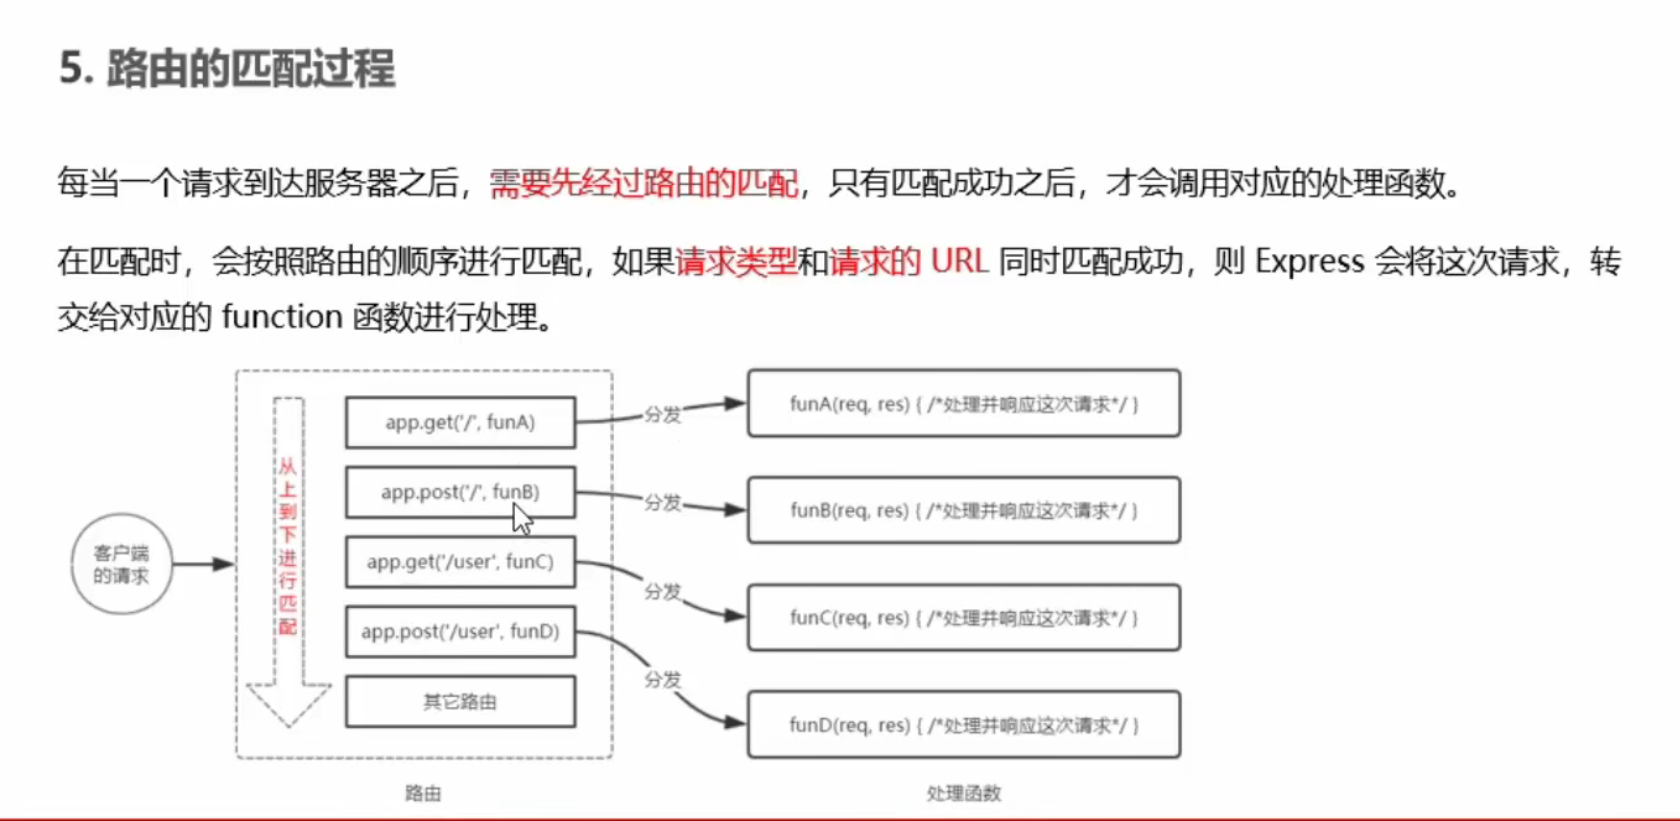 5. 路由的匹配过程
每当一个请求到达服务器之后，需要先经过路由的匹配，只有匹配成功之后，才会调用对应的处理函数。
在匹配时，会按照路由的顺序进行匹配，如果请求类型和请求的 URL 同时匹配成功，则 Express 会将这次请求，转
交给对应的 function 函数进行处理。
客户端
的请求
从上到下进行匹配
app.get('/', funA)
app.post('/', funB)
app.get('/user', funC)
app.post('/user', funD)
其它路由
路由
分发
分发
分发
分发
funA(req, res) { /*处理并响应这次请求*/ }
funB(req, res) { /*处理并响应这次请求*/ }
funC(req, res) { /*处理并响应这次请求*/ }
funD(req, res) { /*处理并响应这次请求*/ }
处理函数